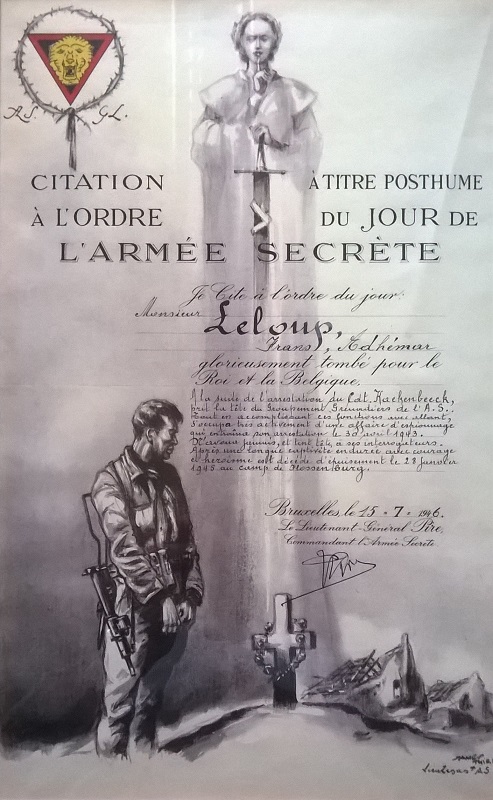 A.S. GL.
CITATION À TITRE POSTHUME
À L'ORDRE DU JOUR DE
L'ARMÉE SECRÈTE
Je Cite à l'ordre du jour:
Monsieur Leloup,
Frans, Adhémar
glorieusement tombé pour le
Roi et la Belgique.
A la suite de l'arrestation du Cdt. Kackenbeeck,
prit la tête du Groupement Grenadiers de l'A.S.
Tout en accomplissant ces fonctions avec allant,
s'occupa très activement d'une affaire d'espionnage
qui entraîna son arrestation le 30 avril 1943.
N'avoua jamais, et tint tête à ses interrogateurs.
Après une longue captivité endurée avec courage
et héroïsme est décédé d'épuisement le 28 janvier
1945 au camp de Flossenburg.
Bruxelles, le 15-7-1946.
Le Lieutenant-Général Pire,
Commandant l'Armée Secrète.
Lieutenant A.S.